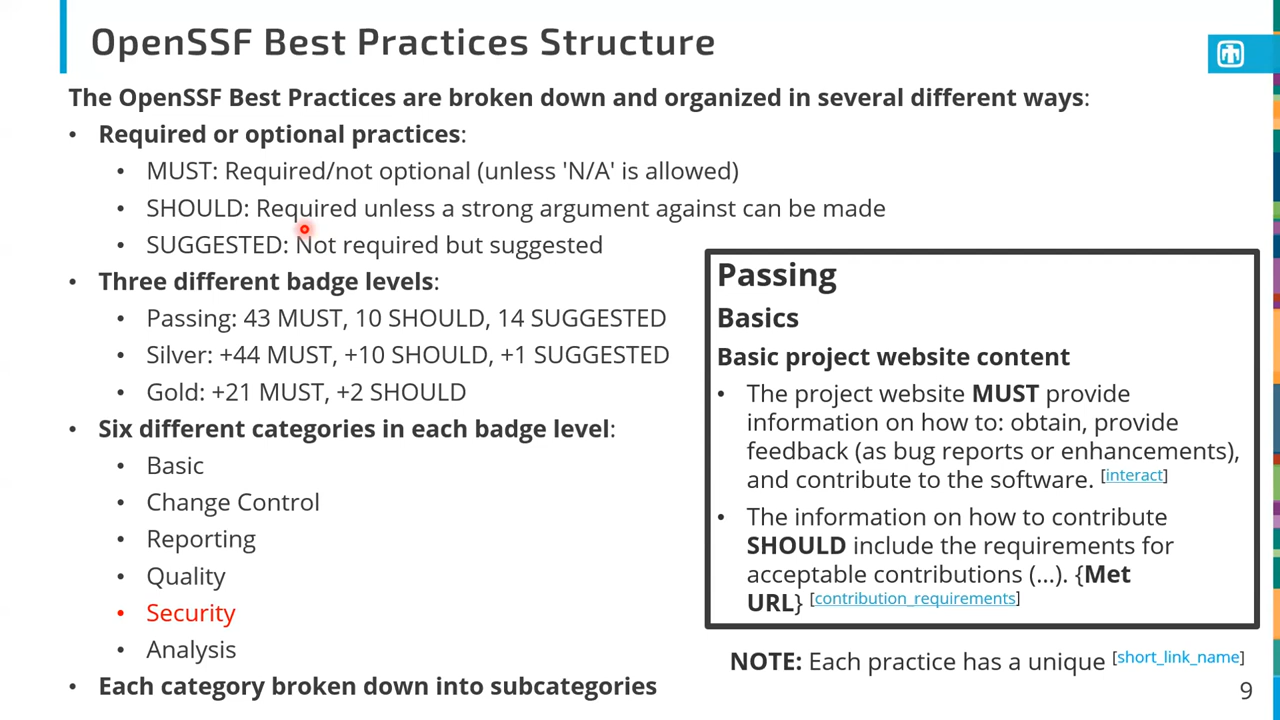 OpenSSF Best Practices Structure
The OpenSSF Best Practices are broken down and organized in several different ways:
• Required or optional practices:
• MUST: Required/not optional (unless 'N/A' is allowed)
• SHOULD: Required unless a strong argument against can be made
• SUGGESTED: Not required but suggested
• Three different badge levels:
• Passing: 43 MUST, 10 SHOULD, 14 SUGGESTED
• Silver: +44 MUST, +10 SHOULD, +1 SUGGESTED
• Gold: +21 MUST, +2 SHOULD
• Six different categories in each badge level:
• Basic
• Change Control
• Reporting
• Quality
• Security
• Analysis
• Each category broken down into subcategories
Passing
Basics
Basic project website content
• The project website MUST provide
information on how to: obtain, provide
feedback (as bug reports or enhancements),
and contribute to the software. [interact]
• The information on how to contribute
SHOULD include the requirements for
acceptable contributions (...). {Met
URL} [contribution_requirements]
NOTE: Each practice has a unique [short_link_name]
9